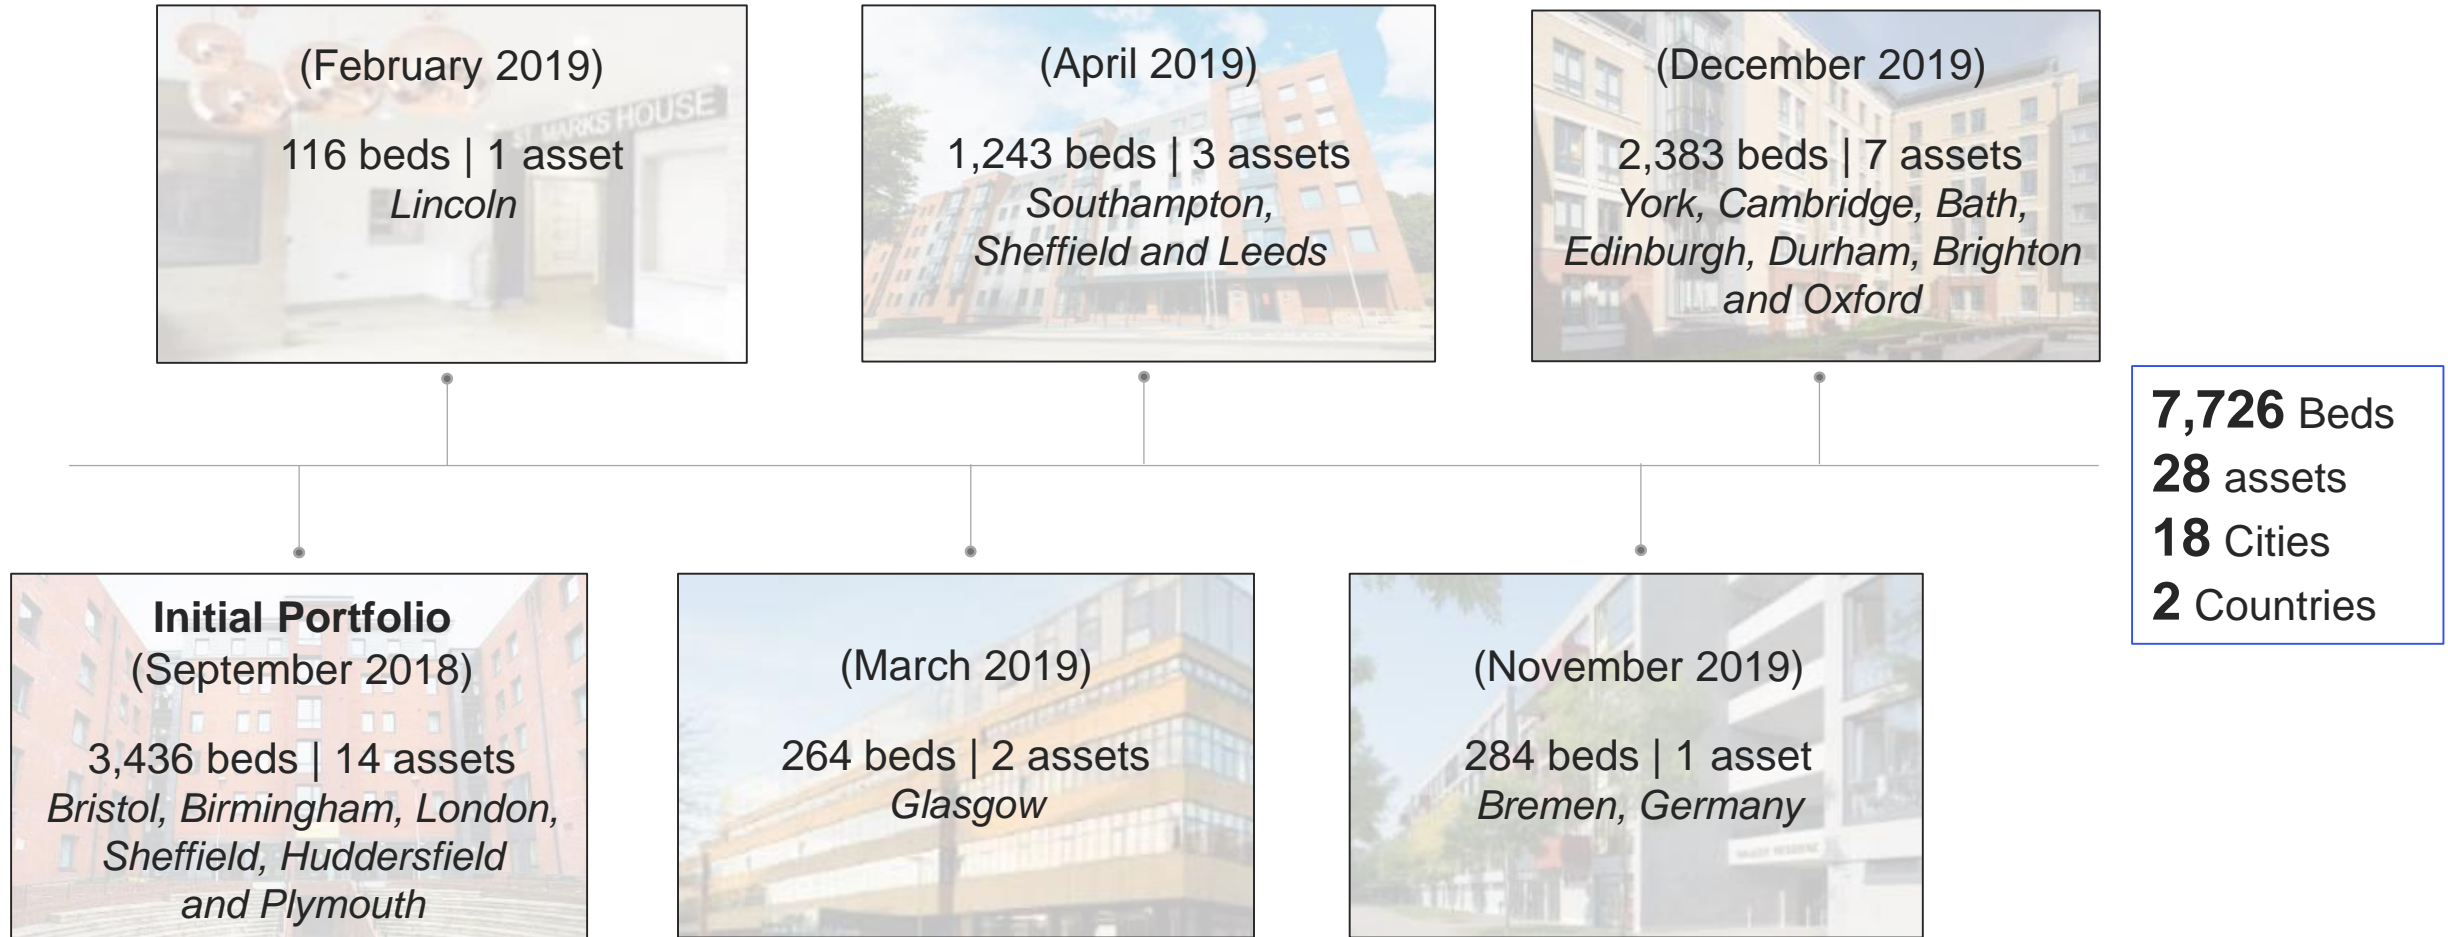 (February 2019)
116 beds | 1 asset
Lincoln
ST. MARKS HOUSE
(April 2019)
1,243 beds | 3 assets
Southampton,
Sheffield and Leeds
(December 2019)
2,383 beds | 7 assets
York, Cambridge, Bath,
Edinburgh, Durham, Brighton
and Oxford
7,726 Beds
28 assets
18 Cities
2 Countries
Initial Portfolio
(September 2018)
3,436 beds | 14 assets
Bristol, Birmingham, London,
Sheffield, Huddersfield
and Plymouth
(March 2019)
264 beds | 2 assets
Glasgow
(November 2019)
284 beds | 1 asset
Bremen, Germany